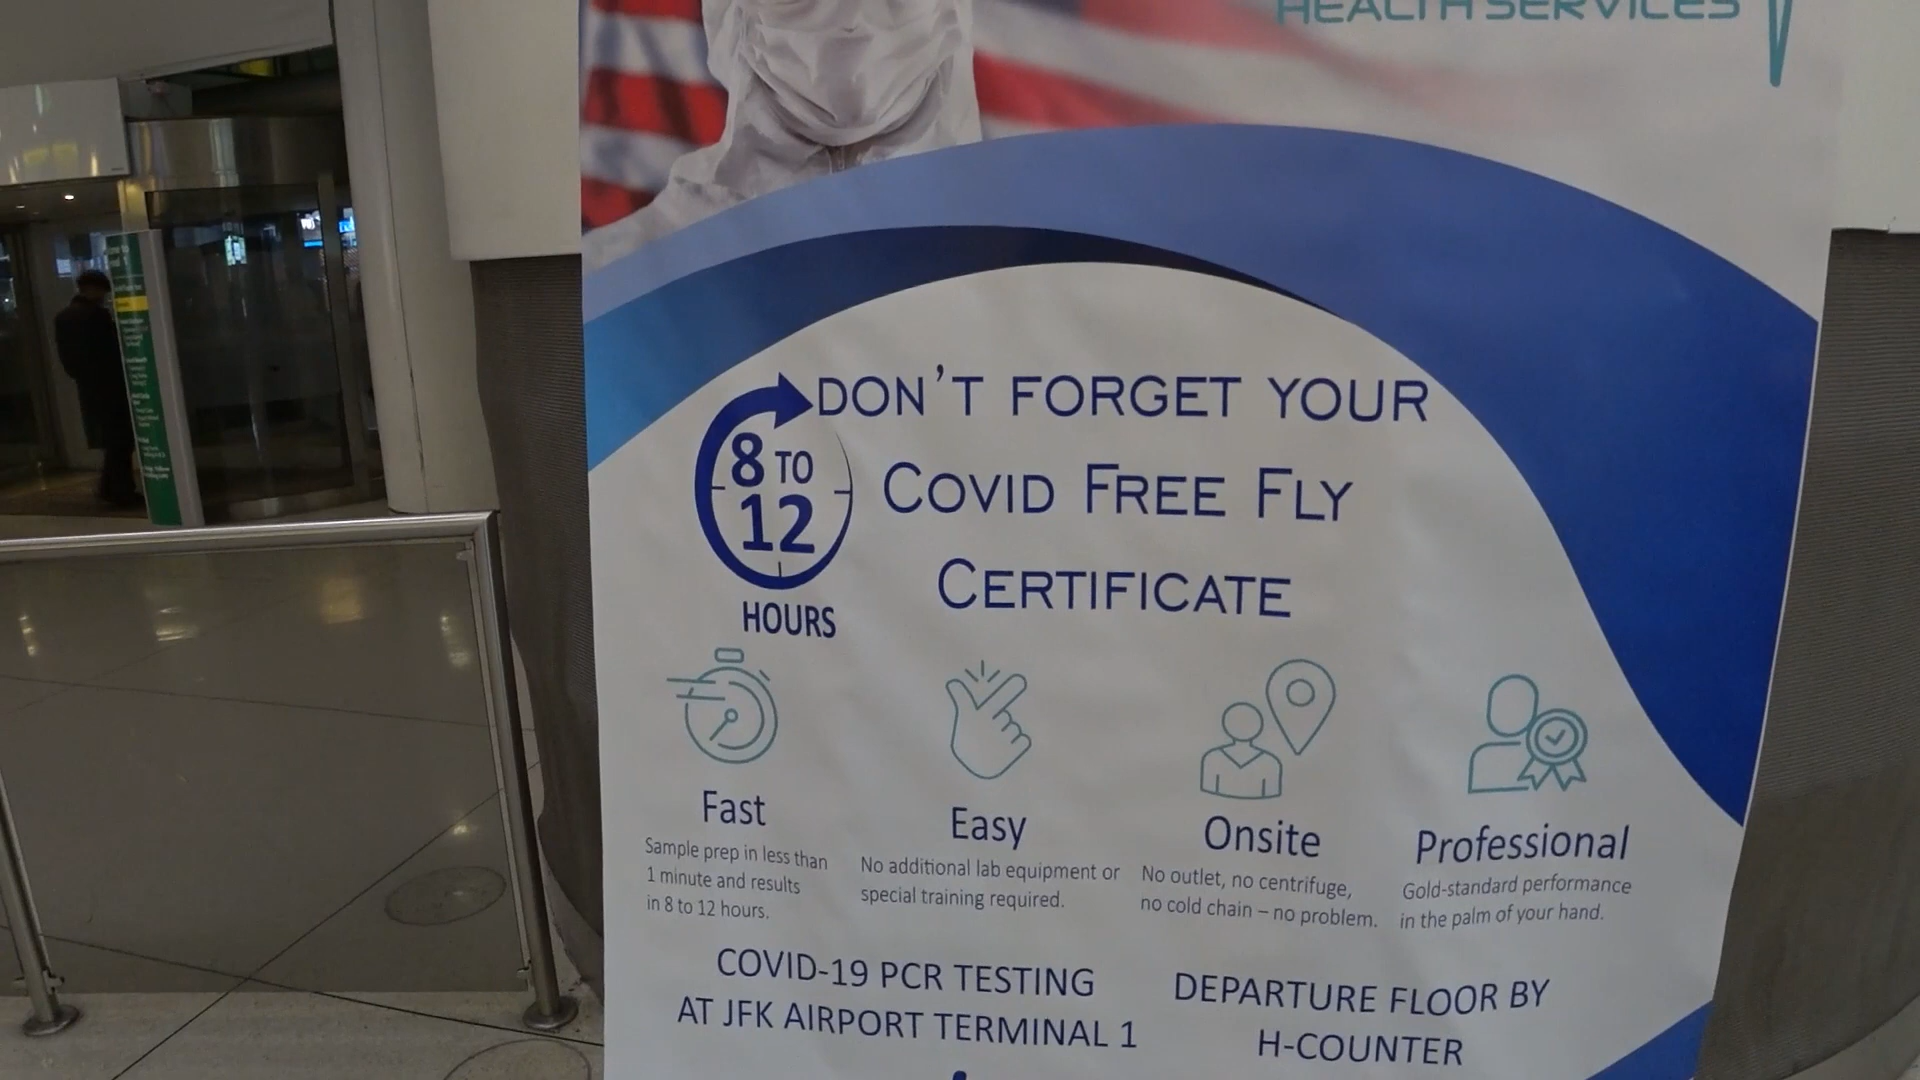 HEALTH SERVICES
DON'T FORGET YOUR
COVID FREE FLY
CERTIFICATE
8 TO
12
HOURS
Fast
Sample prep in less than
1 minute and results
in 8 to 12 hours.
Easy
No additional lab equipment or
special training required.
Onsite
No outlet, no centrifuge,
no cold chain – no problem.
Professional
Gold-standard performance
in the palm of your hand.
COVID-19 PCR TESTING
AT JFK AIRPORT TERMINAL 1
DEPARTURE FLOOR BY
H-COUNTER